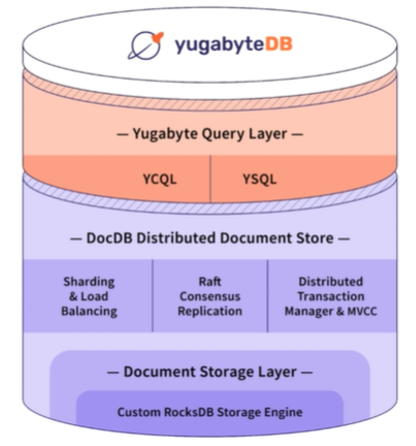 yugabyteDB
— Yugabyte Query Layer —
YCQL YSQL
— DocDB Distributed Document Store —
Sharding
& Load
Balancing
Raft
Consensus
Replication
Distributed
Transaction
Manager & MVCC
— Document Storage Layer —
Custom RocksDB Storage Engine